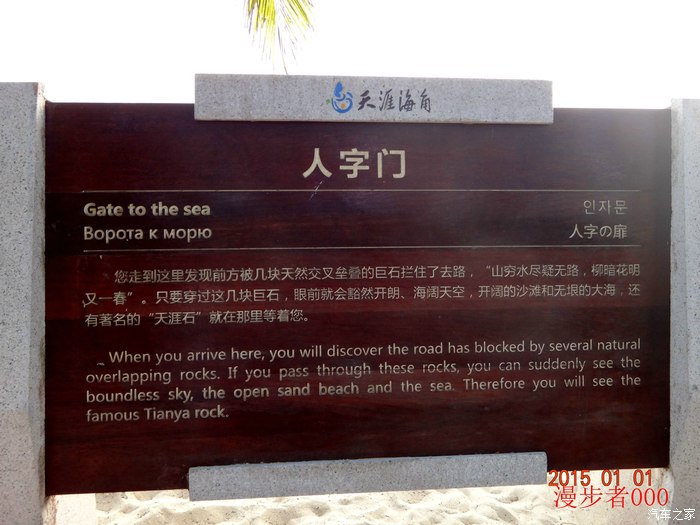 天涯海角
人字门
Gate to the sea
인자문
Ворота к морю
人字の扉
您走到这里发现前方被几块天然交叉垒叠的巨石拦住了去路，“山穷水尽疑无路，柳暗花明
又一春”。只要穿过这几块巨石，眼前就会豁然开朗、海阔天空，开阔的沙滩和无垠的大海，还
有著名的“天涯石”就在那里等着您。
When you arrive here, you will discover the road has blocked by several natural
overlapping rocks. If you pass through these rocks, you can suddenly see the
boundless sky, the open sand beach and the sea. Therefore you will see the
famous Tianya rock.
2015 01 01
漫步者000
汽车之家